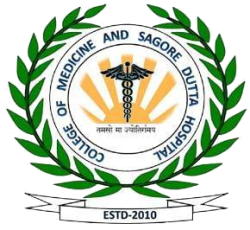 COLLEGE OF MEDICINE AND SAGORE DUTTA HOSPITAL
तमसो मा ज्योतिर्गमय
ESTD-2010